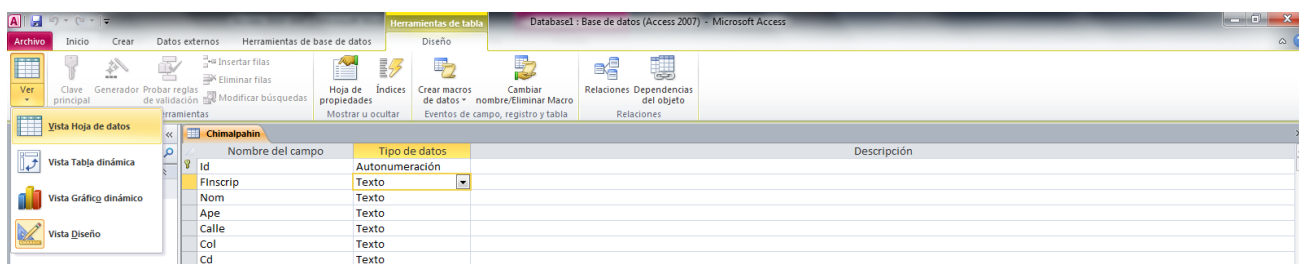 Herramientas de tabla
Database1 : Base de datos (Access 2007) - Microsoft Access
Archivo Inicio Crear Datos externos Herramientas de base de datos Diseño
Ver
Clave principal
Generador
Probar reglas de validación
Insertar filas
Eliminar filas
Modificar búsquedas
Hoja de propiedades
Índices
Crear macros de datos
Cambiar nombre/Eliminar Macro
Relaciones
Dependencias del objeto
rramientas
Mostrar u ocultar
Eventos de campo, registro y tabla
Relaciones
Vista Hoja de datos
Vista Tabla dinámica
Vista Gráfico dinámico
Vista Diseño
Chimalpahin
Nombre del campo Tipo de datos Descripción
Id Autonumeración
FInscrip Texto
Nom Texto
Ape Texto
Calle Texto
Col Texto
Cd Texto